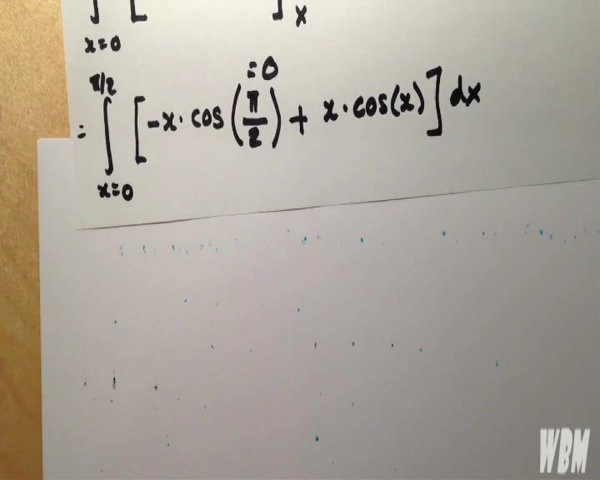 ∫ [ ] x
x=0
π/2 =0
= ∫ [-x·cos(π/2) + x·cos(x)] dx
x=0
WBM